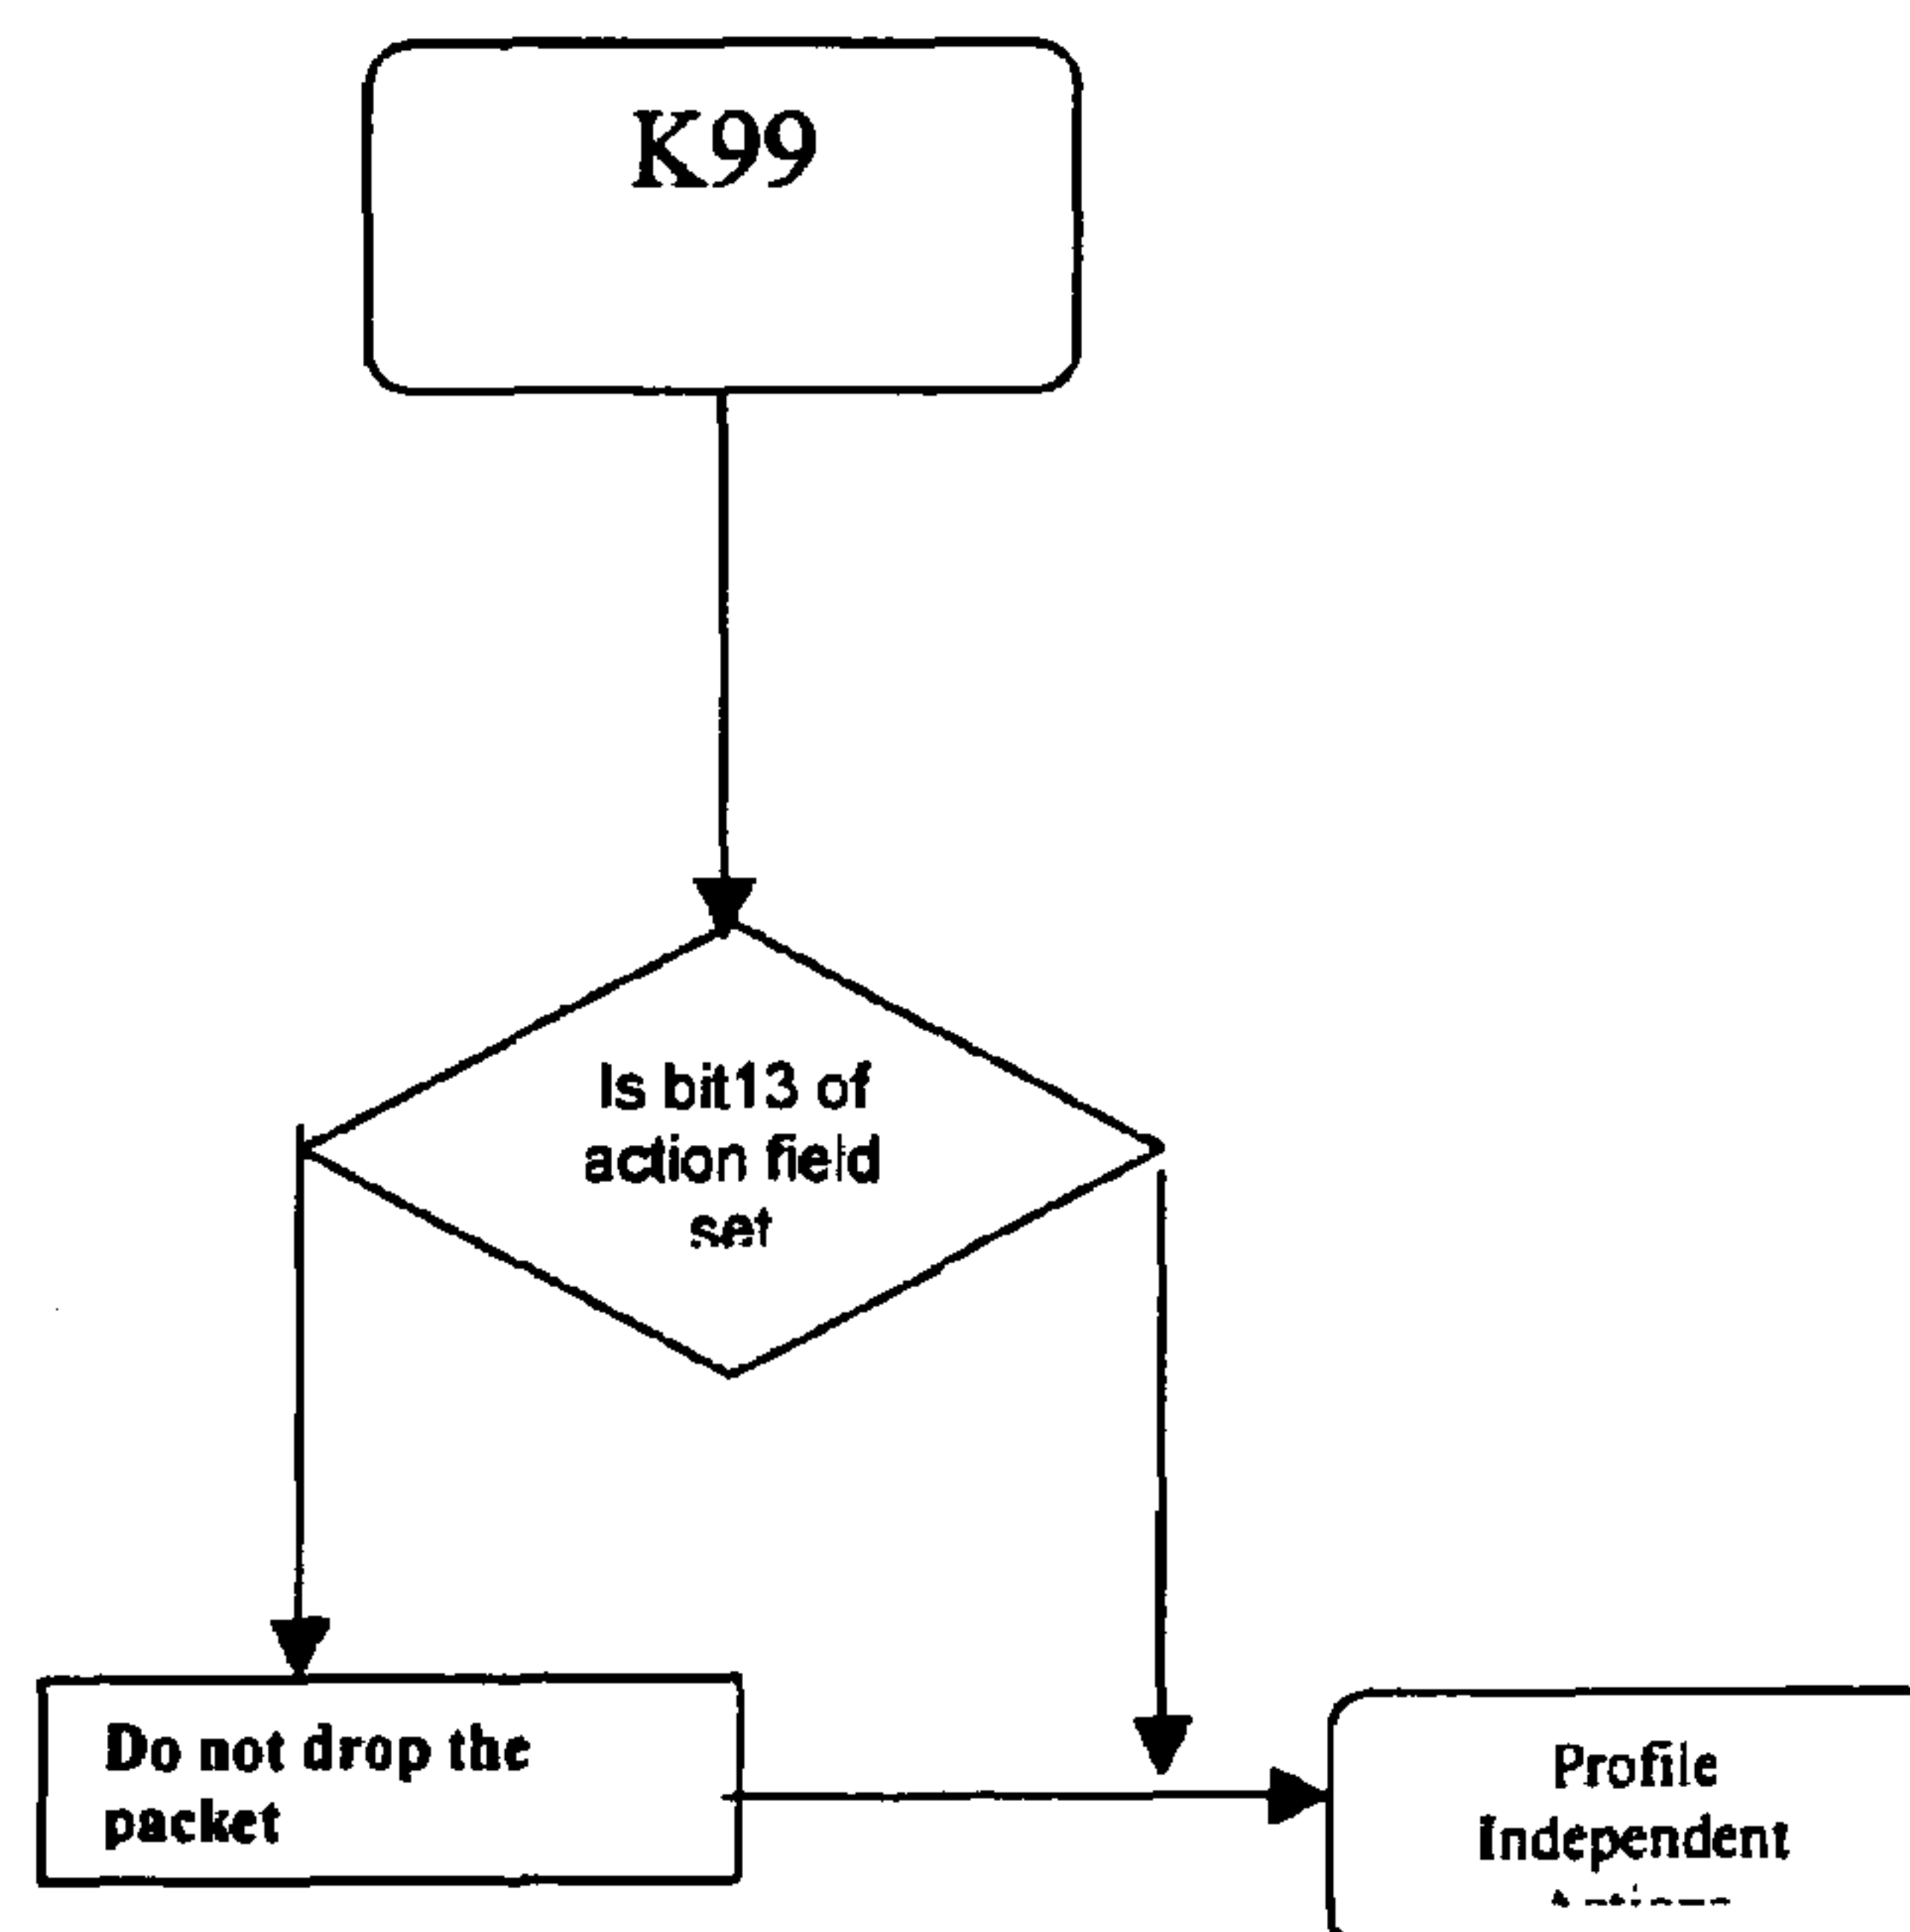 K99
Is bit13 of
action field
set
Do not drop the
packet
Profile
Independent